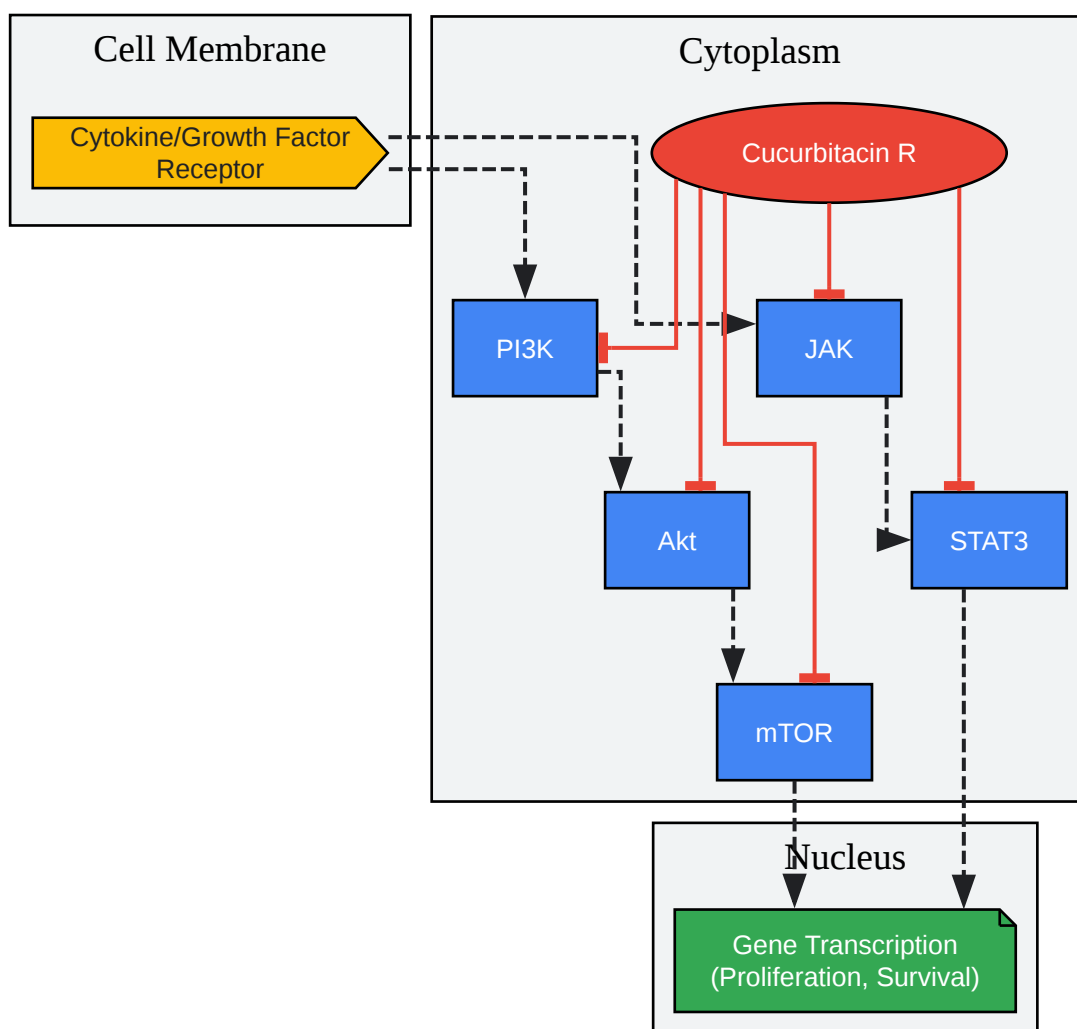 Cell Membrane
Cytoplasm
Cytokine/Growth Factor
Receptor
Cucurbitacin R
PI3K
JAK
Akt
STAT3
mTOR
Nucleus
Gene Transcription
(Proliferation, Survival)